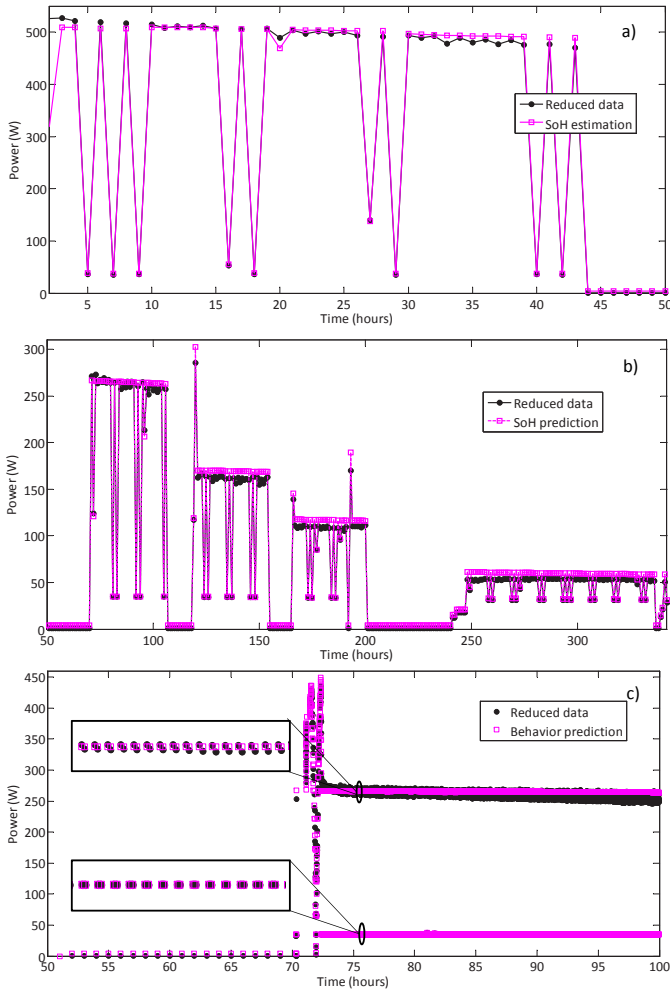 a)
500
400
300
200
100
0
Power (W)
Reduced data
SoH estimation
5 10 15 20 25 30 35 40 45 50
Time (hours)
b)
300
250
200
150
100
50
0
Power (W)
Reduced data
SoH prediction
50 100 150 200 250 300
Time (hours)
c)
450
400
350
300
250
200
150
100
50
0
Power (W)
Reduced data
Behavior prediction
50 55 60 65 70 75 80 85 90 95 100
Time (hours)